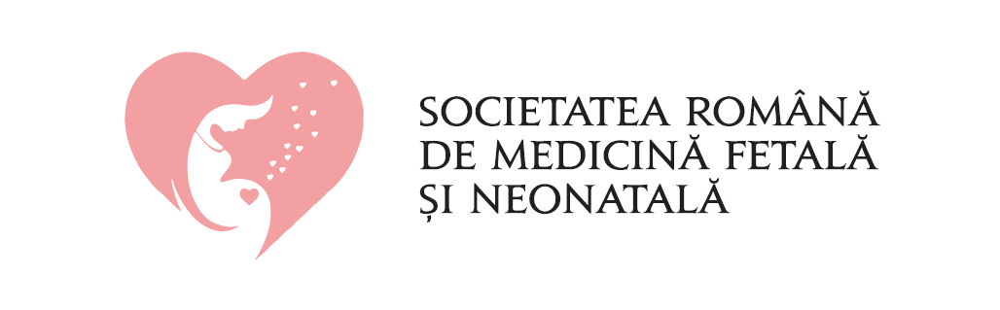 SOCIETATEA ROMÂNĂ
DE MEDICINĂ FETALĂ
ȘI NEONATALĂ